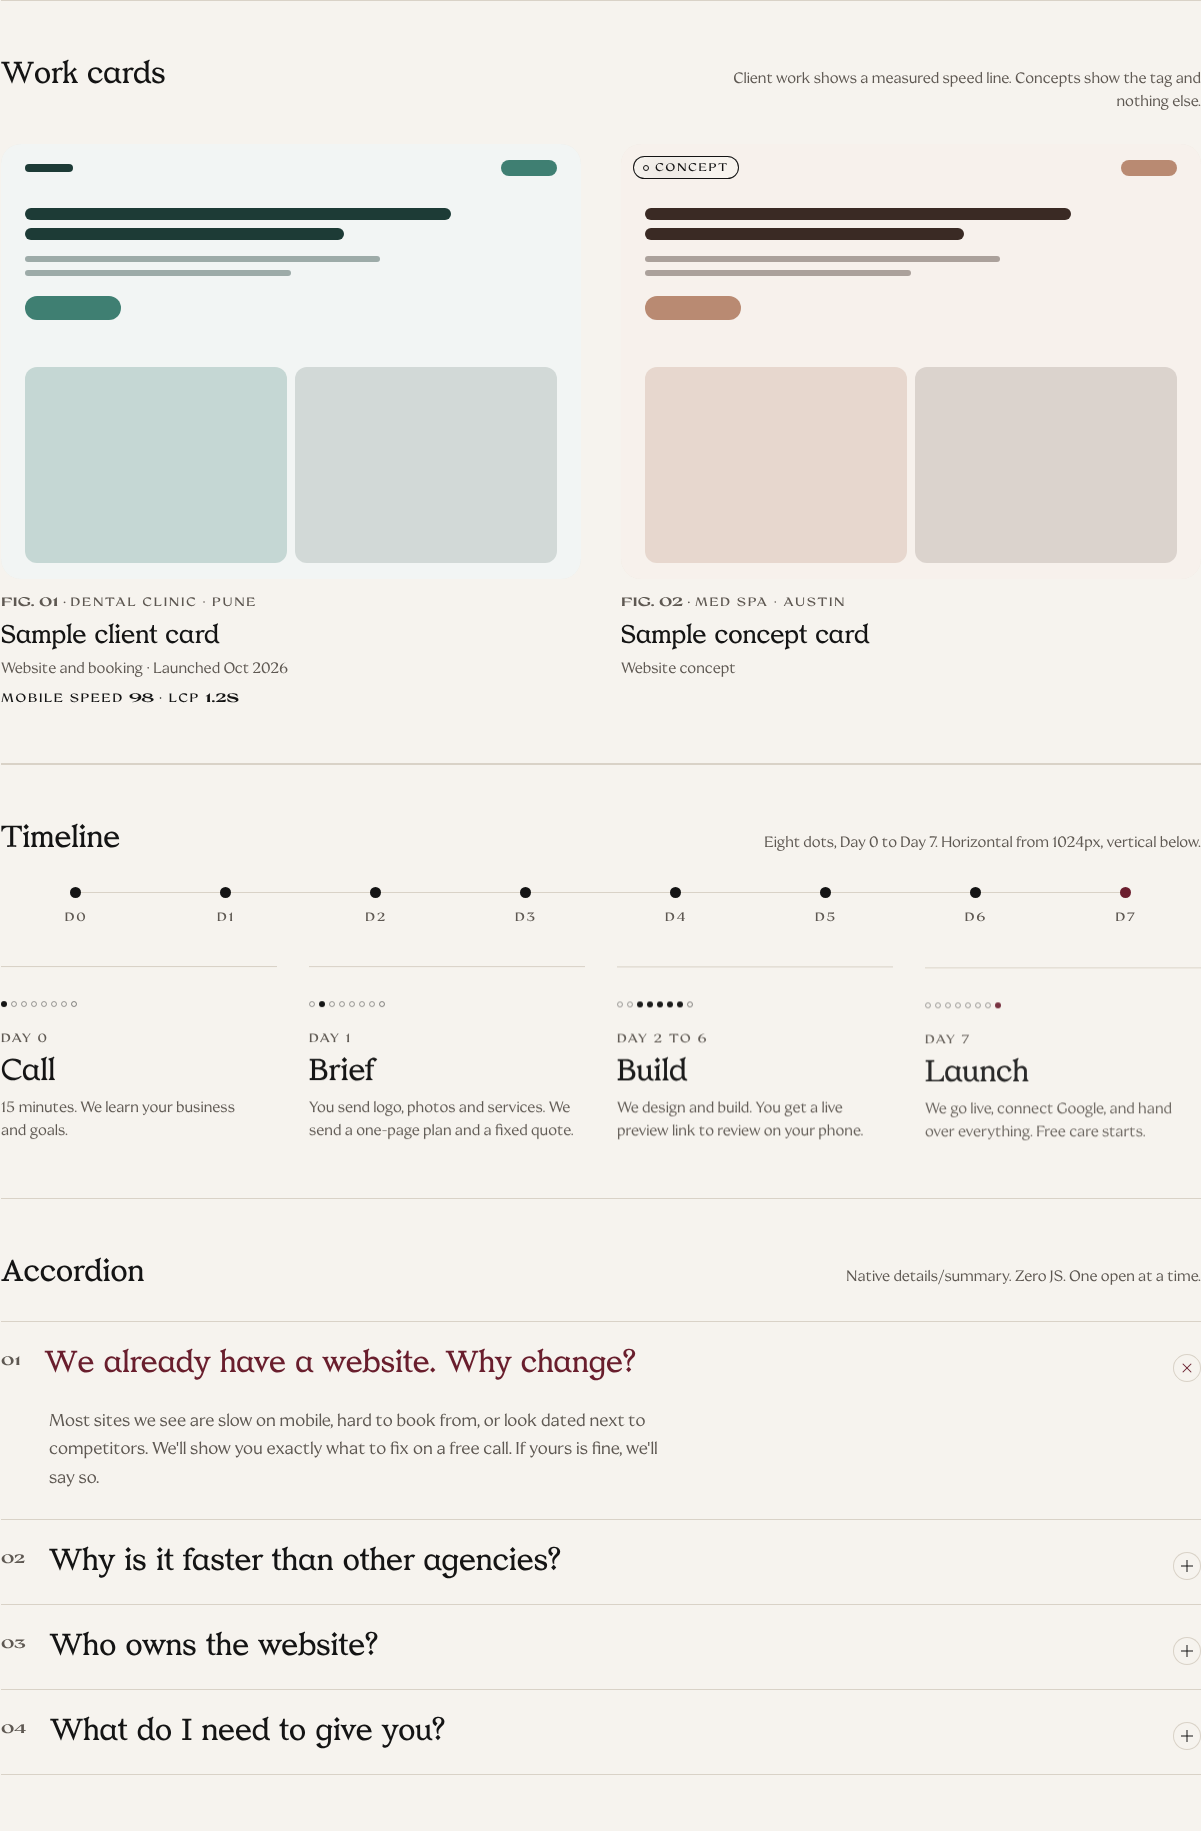 Work cards
Client work shows a measured speed line. Concepts show the tag and
nothing else.
CONCEPT
FIG. 01 · DENTAL CLINIC · PUNE
Sample client card
Website and booking · Launched Oct 2026
MOBILE SPEED 98 · LCP 1.2S
FIG. 02 · MED SPA · AUSTIN
Sample concept card
Website concept
Timeline
Eight dots, Day 0 to Day 7. Horizontal from 1024px, vertical below.
D0 D1 D2 D3 D4 D5 D6 D7
DAY 0
Call
15 minutes. We learn your business
and goals.
DAY 1
Brief
You send logo, photos and services. We
send a one-page plan and a fixed quote.
DAY 2 TO 6
Build
We design and build. You get a live
preview link to review on your phone.
DAY 7
Launch
We go live, connect Google, and hand
over everything. Free care starts.
Accordion
Native details/summary. Zero JS. One open at a time.
01 We already have a website. Why change?
Most sites we see are slow on mobile, hard to book from, or look dated next to
competitors. We'll show you exactly what to fix on a free call. If yours is fine, we'll
say so.
02 Why is it faster than other agencies?
03 Who owns the website?
04 What do I need to give you?